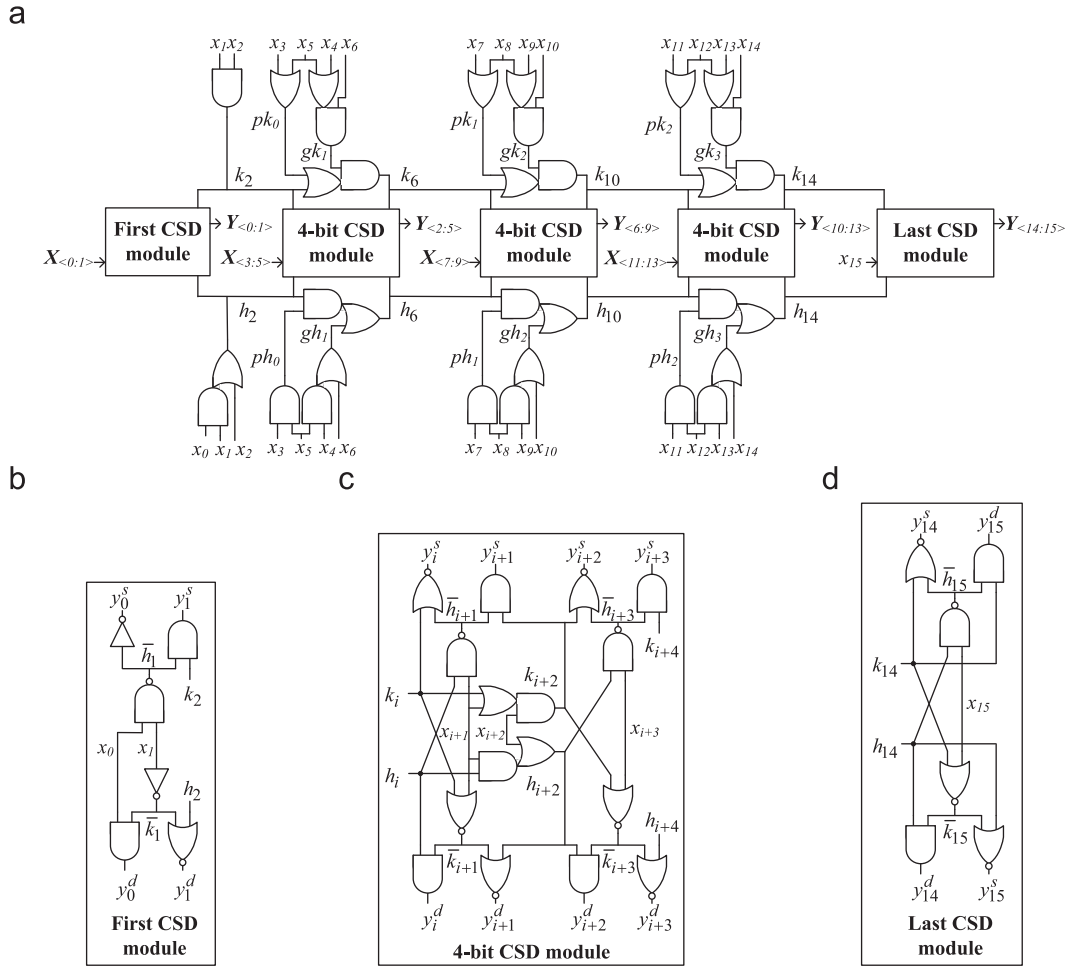 a
x₁x₂ x₃ x₅ x₄ x₆ x₇ x₈ x₉x₁₀ x₁₁ x₁₂ x₁₃ x₁₄
pk₀ pk₁ pk₂
gk₁ gk₂ gk₃
k₂ k₆ k₁₀ k₁₄
First CSD module
4-bit CSD module
4-bit CSD module
4-bit CSD module
Last CSD module
Y<0:1> Y<2:5> Y<6:9> Y<10:13> Y<14:15>
X<0:1> X<3:5> X<7:9> X<11:13> x₁₅
h₂ h₆ h₁₀ h₁₄
gh₁ gh₂ gh₃
ph₀ ph₁ ph₂
x₀ x₁ x₂ x₃ x₅ x₄ x₆ x₇ x₈ x₉x₁₀ x₁₁ x₁₂ x₁₃x₁₄
b
y₀ˢ y₁ˢ
h̅₁
k₂
x₀ x₁
h₂
k̅₁
y₀ᵈ y₁ᵈ
First CSD
module
c
yᵢˢ yᵢ₊₁ˢ yᵢ₊₂ˢ yᵢ₊₃ˢ
h̅ᵢ₊₁ h̅ᵢ₊₃
kᵢ₊₄
kᵢ₊₂
kᵢ
xᵢ₊₁ xᵢ₊₂ xᵢ₊₃
hᵢ
hᵢ₊₂
hᵢ₊₄
k̅ᵢ₊₁ k̅ᵢ₊₃
yᵢᵈ yᵢ₊₁ᵈ yᵢ₊₂ᵈ yᵢ₊₃ᵈ
4-bit CSD module
d
y₁₄ˢ y₁₅ᵈ
h̅₁₅
k₁₄
x₁₅
h₁₄
k̅₁₅
y₁₄ᵈ y₁₅ˢ
Last CSD
module